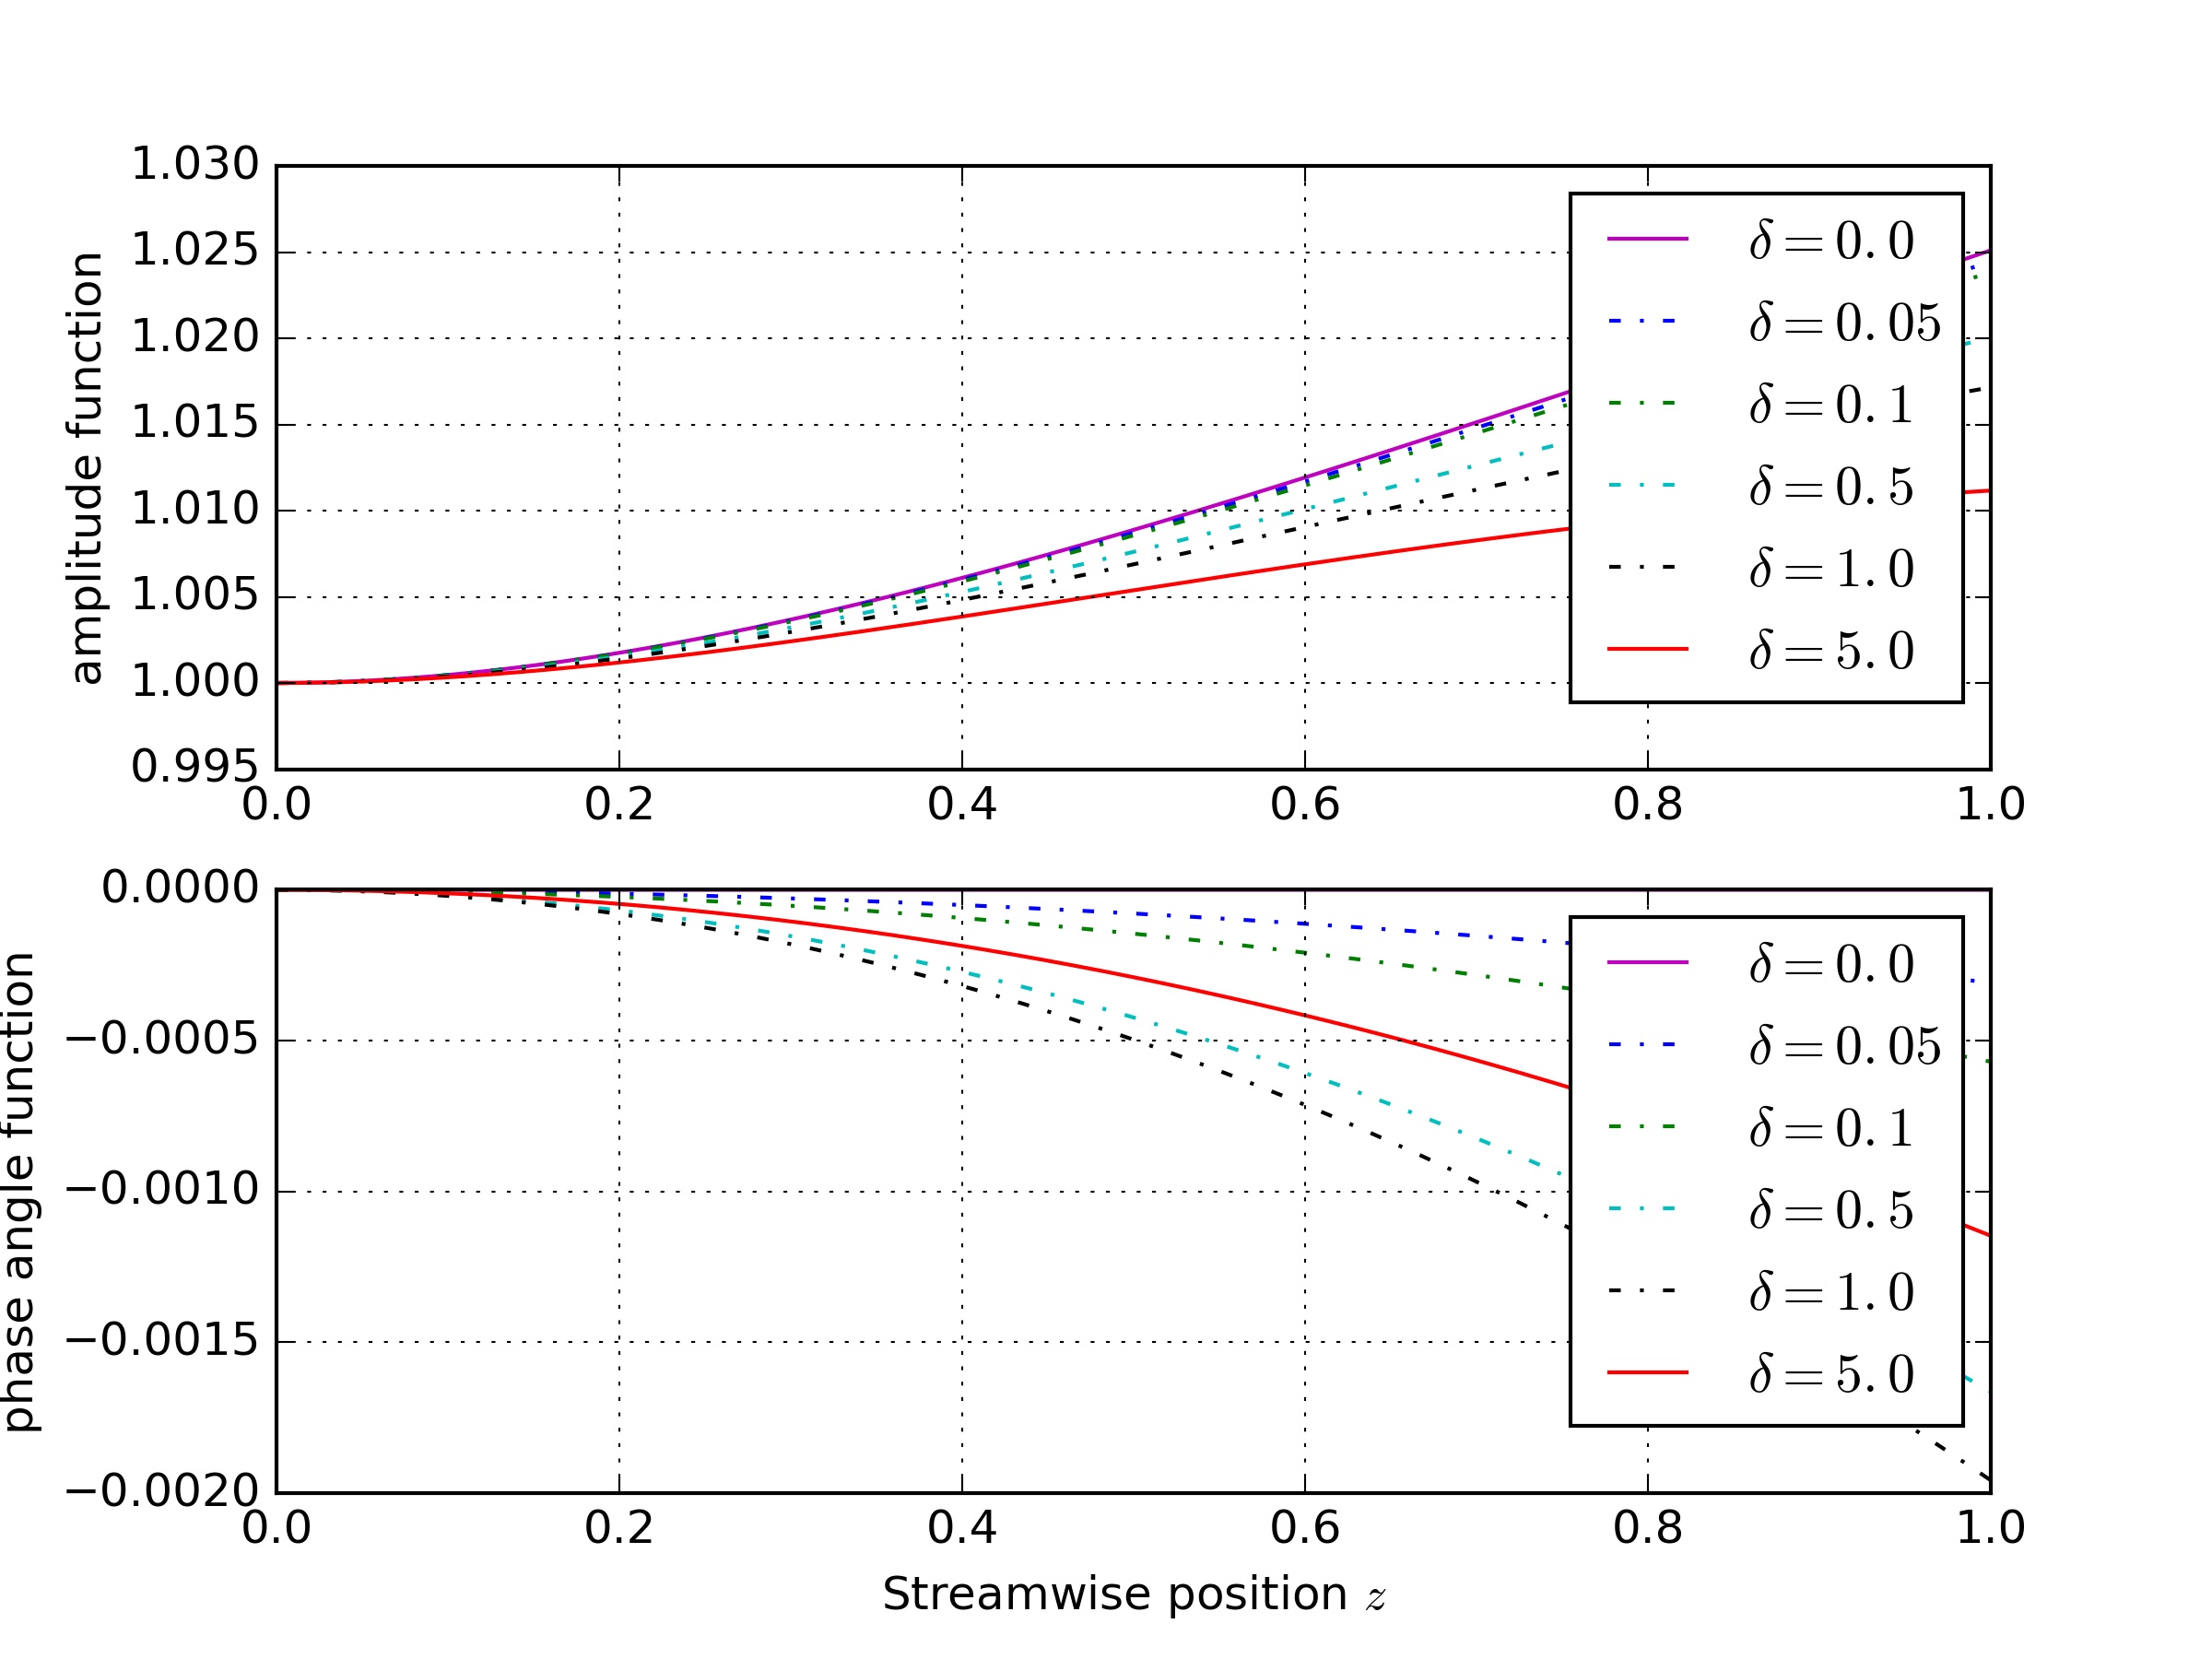 1.030
1.025
1.020
1.015
1.010
1.005
1.000
0.995
amplitude function
0.0 0.2 0.4 0.6 0.8 1.0
δ = 0.0
δ = 0.05
δ = 0.1
δ = 0.5
δ = 1.0
δ = 5.0
0.0000
−0.0005
−0.0010
−0.0015
−0.0020
phase angle function
0.0 0.2 0.4 0.6 0.8 1.0
δ = 0.0
δ = 0.05
δ = 0.1
δ = 0.5
δ = 1.0
δ = 5.0
Streamwise position z